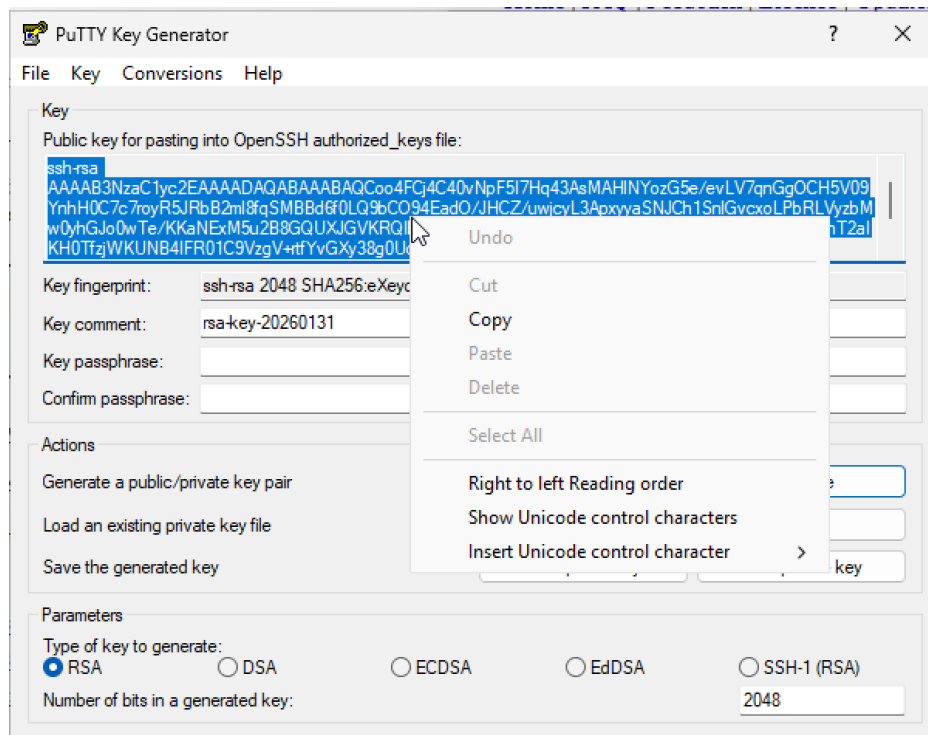 PuTTY Key Generator
File Key Conversions Help
Key
Public key for pasting into OpenSSH authorized_keys file:
ssh-rsa
AAAAB3NzaC1yc2EAAAADAQABAAABAQCoo4FCj4C40vNpF5I7Hq43AsMAHINYozG5e/evLV7qnGgOCH5V09
YnhH0C7c7royR5JRbB2ml8fqSMBBd6f0LQ9bCO94EadO/JHCZ/uwjcyL3ApxyyaSNJCh1SnlGvcxoLPbRLVyzbM
w0yhGJo0wTe/KKaNExM5u2B8GQUXJGVKRQI nT2aI
KH0TfzjWKUNB4IFR01C9VzgV+rtfYvGXy38g0U
Key fingerprint: ssh-rsa 2048 SHA256:eXeyc
Key comment: rsa-key-20260131
Key passphrase:
Confirm passphrase:
Undo
Cut
Copy
Paste
Delete
Select All
Right to left Reading order
Show Unicode control characters
Insert Unicode control character
Actions
Generate a public/private key pair
Load an existing private key file
Save the generated key key
Parameters
Type of key to generate:
RSA DSA ECDSA EdDSA SSH-1 (RSA)
Number of bits in a generated key: 2048